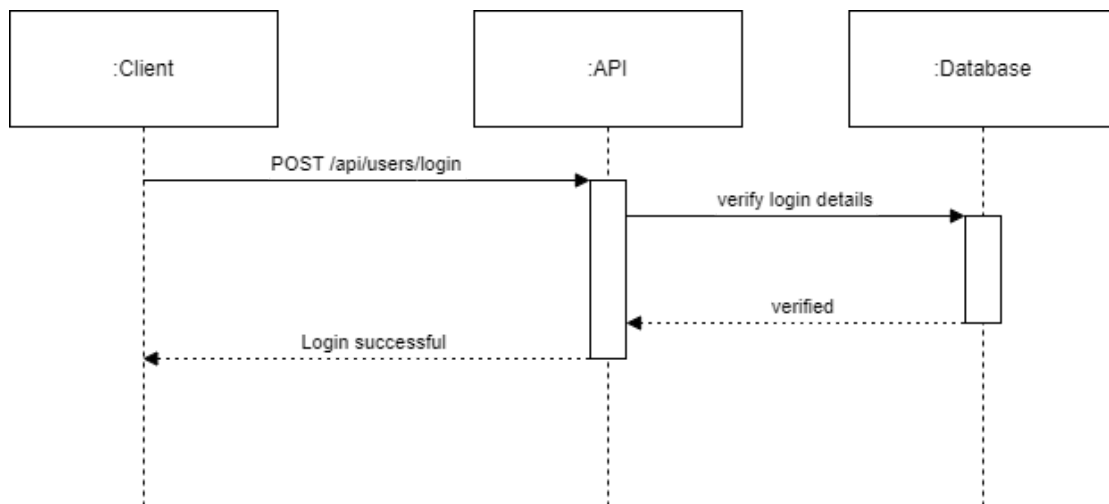 :Client
:API
:Database
POST /api/users/login
verify login details
verified
Login successful